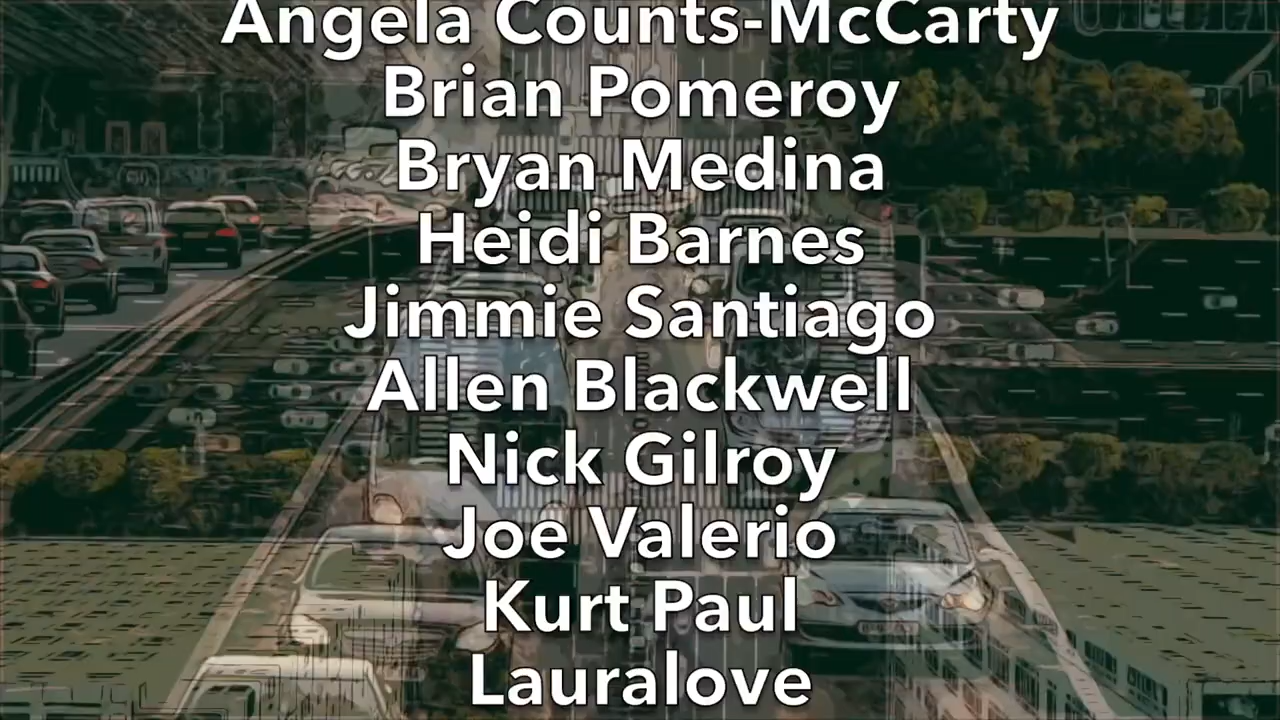 Angela Counts-McCarty
Brian Pomeroy
Bryan Medina
Heidi Barnes
Jimmie Santiago
Allen Blackwell
Nick Gilroy
Joe Valerio
Kurt Paul
Lauralove